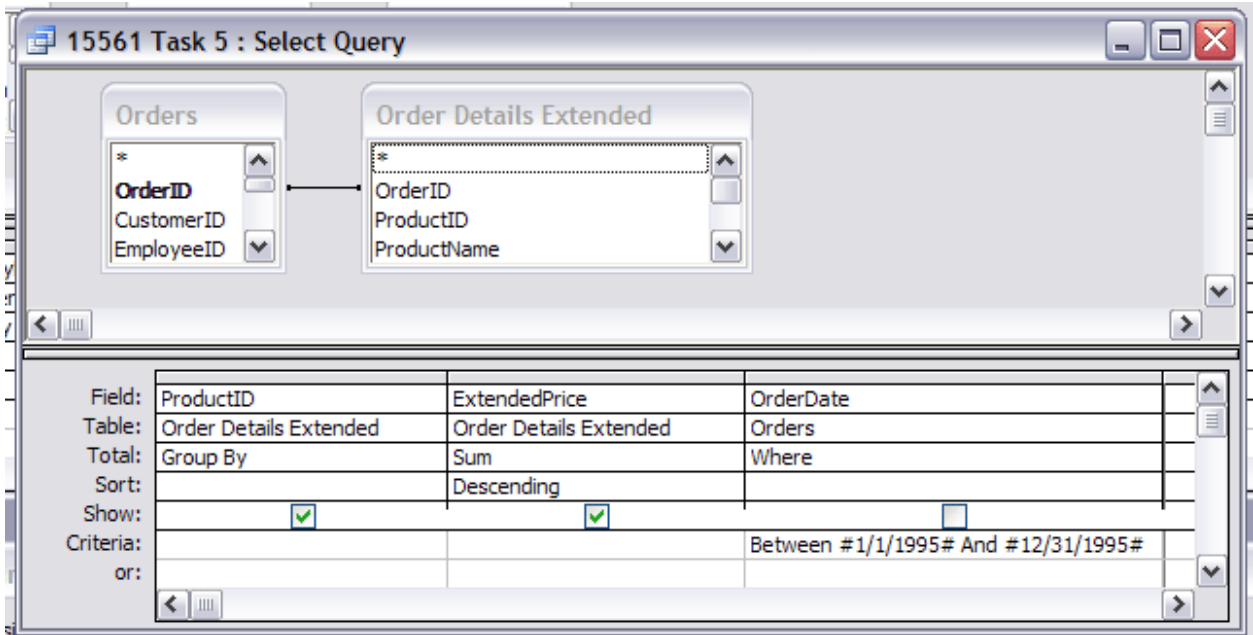 15561 Task 5 : Select Query
Orders
*
OrderID
CustomerID
EmployeeID
Order Details Extended
*
OrderID
ProductID
ProductName
Field: ProductID ExtendedPrice OrderDate
Table: Order Details Extended Order Details Extended Orders
Total: Group By Sum Where
Sort: Descending
Show:
Criteria: Between #1/1/1995# And #12/31/1995#
or: